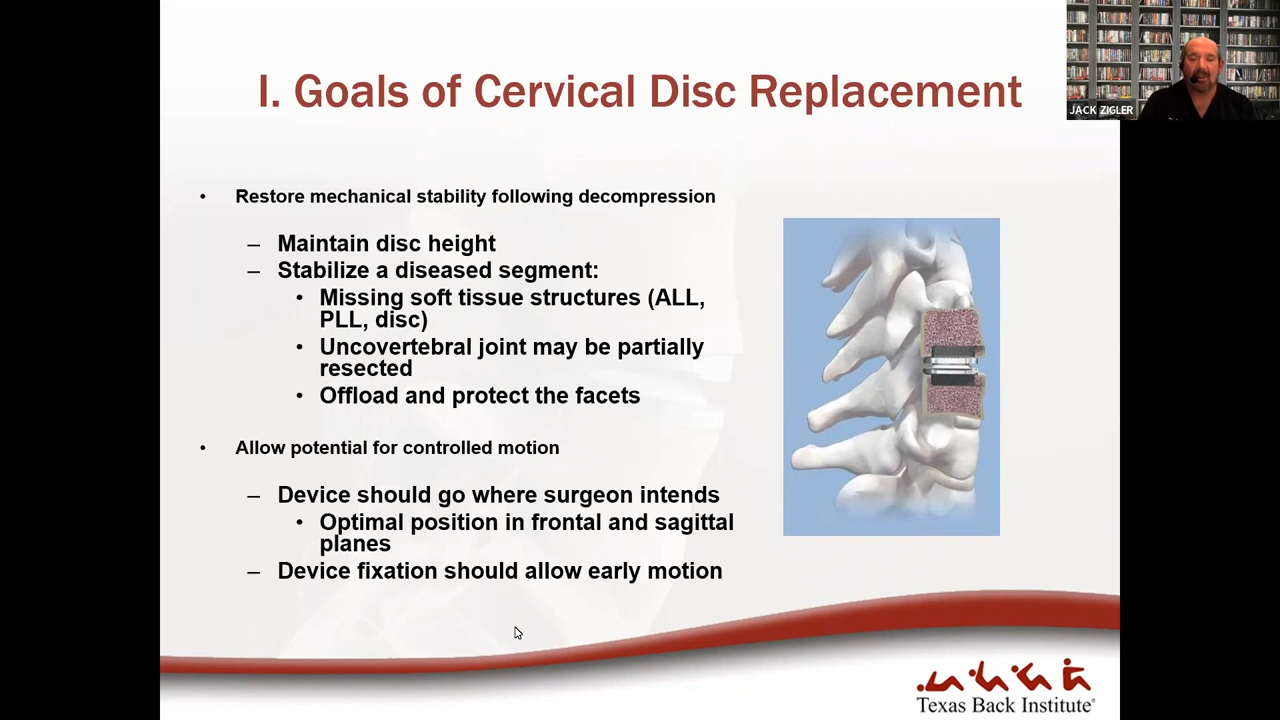 I. Goals of Cervical Disc Replacement
JACK ZIGLER
• Restore mechanical stability following decompression
– Maintain disc height
– Stabilize a diseased segment:
• Missing soft tissue structures (ALL,
PLL, disc)
• Uncovertebral joint may be partially
resected
• Offload and protect the facets
• Allow potential for controlled motion
– Device should go where surgeon intends
• Optimal position in frontal and sagittal
planes
– Device fixation should allow early motion
Texas Back Institute®